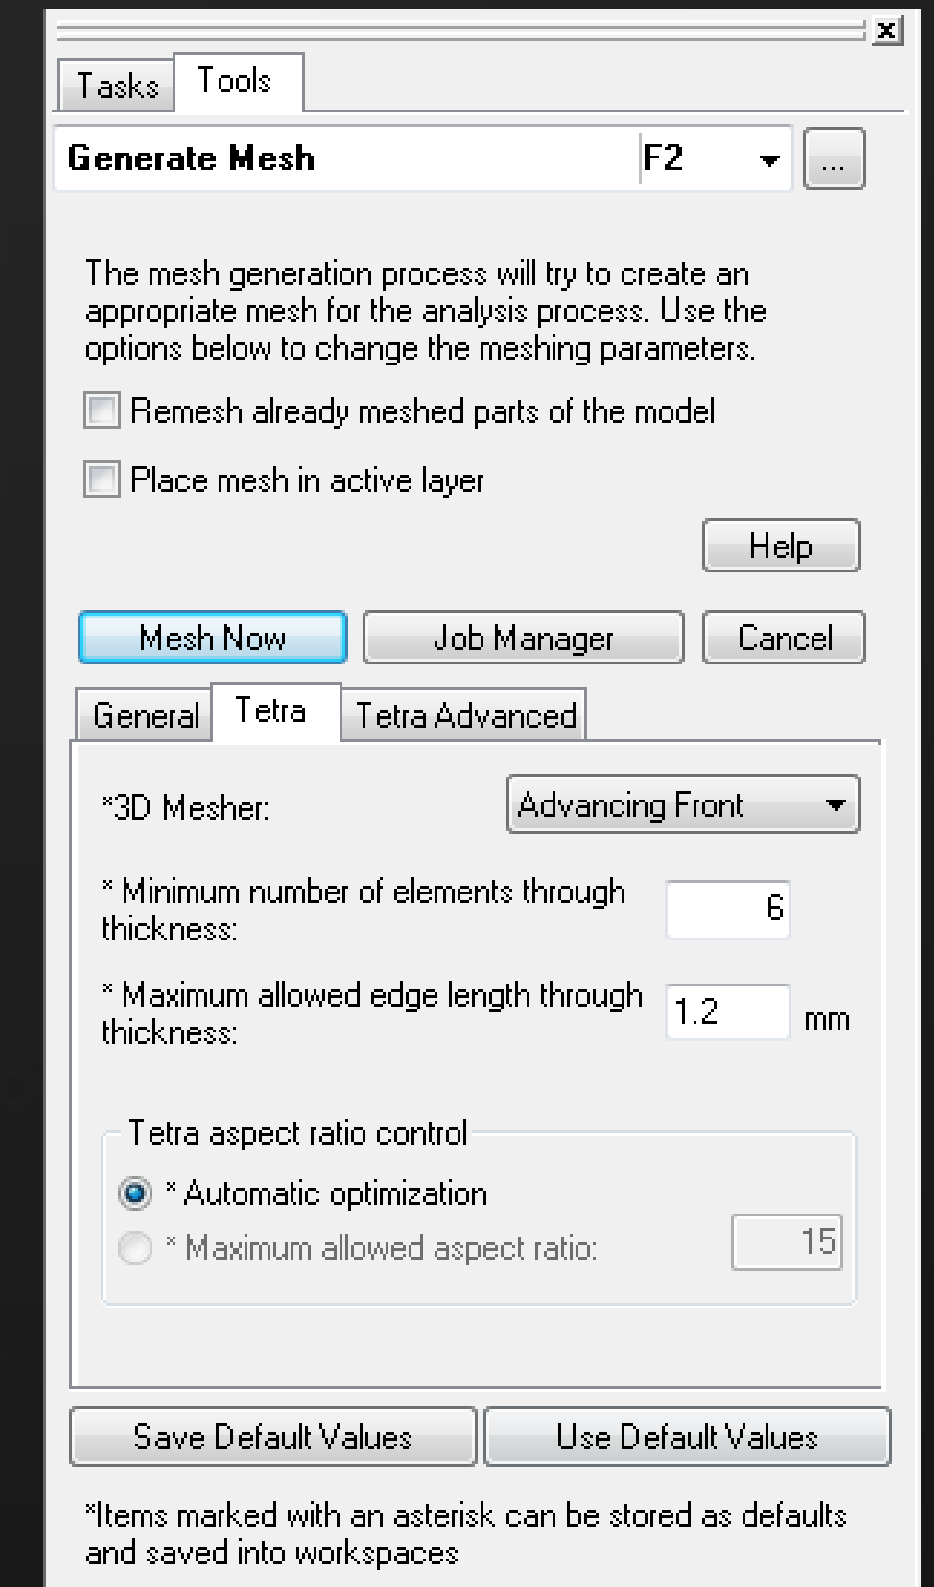 x
Tasks
Tools
Generate Mesh
F2
...
The mesh generation process will try to create an
appropriate mesh for the analysis process. Use the
options below to change the meshing parameters.
Remesh already meshed parts of the model
Place mesh in active layer
Help
Mesh Now
Job Manager
Cancel
General
Tetra
Tetra Advanced
*3D Mesher:
Advancing Front
* Minimum number of elements through
thickness:
6
* Maximum allowed edge length through
thickness:
1.2
mm
Tetra aspect ratio control
* Automatic optimization
* Maximum allowed aspect ratio:
15
Save Default Values
Use Default Values
*Items marked with an asterisk can be stored as defaults
and saved into workspaces